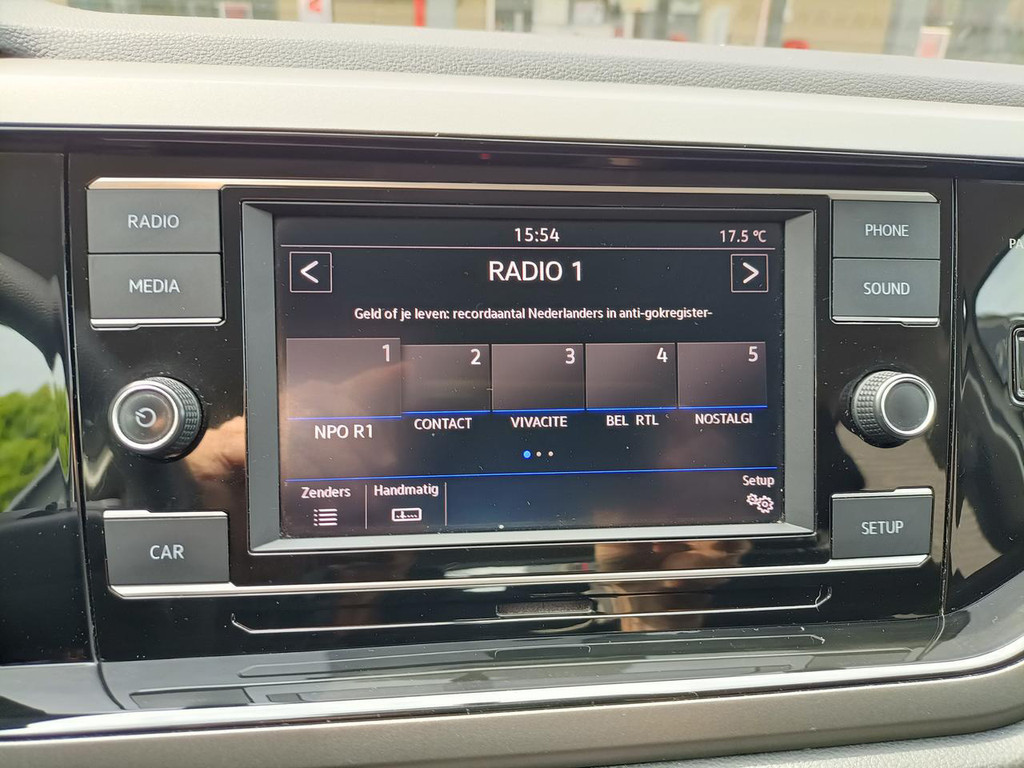 RADIO
MEDIA
PHONE
SOUND
15:54
17.5 °C
<
RADIO 1
>
Geld of je leven: recordaantal Nederlanders in anti-gokregister-
1
2
3
4
5
NPO R1
CONTACT
VIVACITE
BEL RTL
NOSTALGI
Zenders
Handmatig
Setup
CAR
SETUP
PA